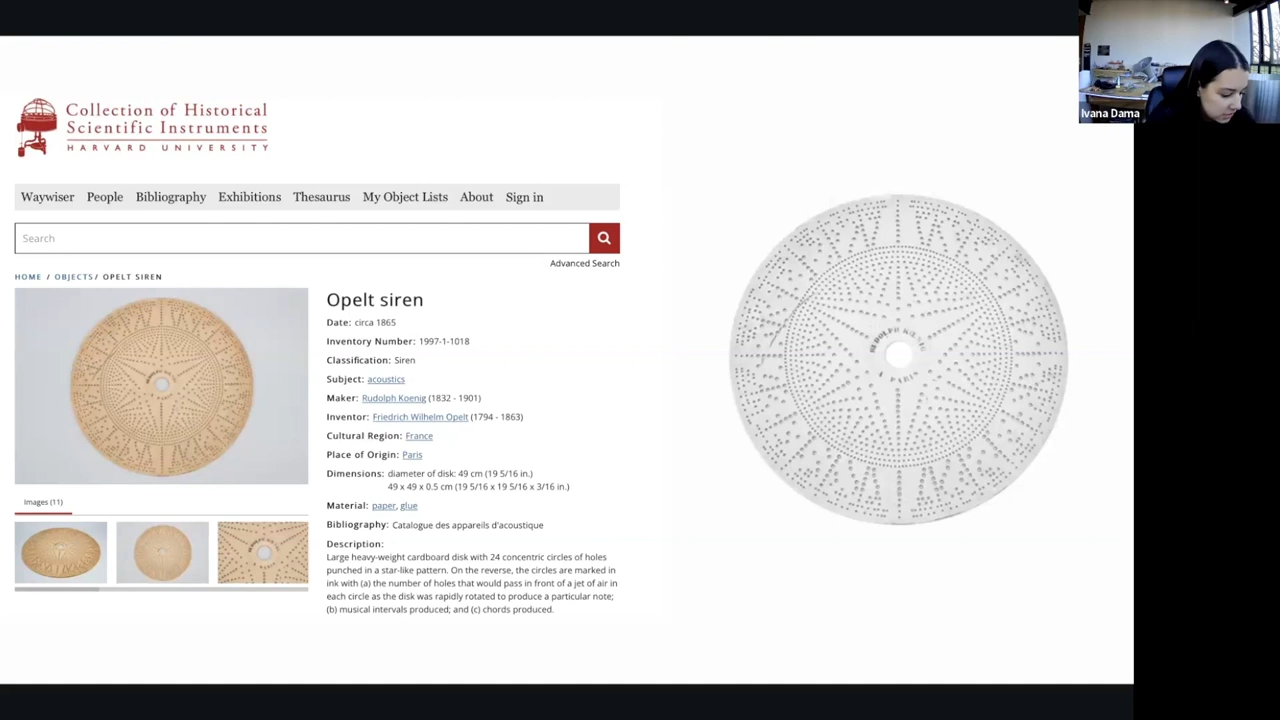 Ivana Dama
Collection of Historical
Scientific Instruments
HARVARD UNIVERSITY
Waywiser People Bibliography Exhibitions Thesaurus My Object Lists About Sign in
Search
Advanced Search
HOME / OBJECTS / OPELT SIREN
Images (11)
Opelt siren
Date: circa 1865
Inventory Number: 1997-1-1018
Classification: Siren
Subject: acoustics
Maker: Rudolph Koenig (1832 - 1901)
Inventor: Friedrich Wilhelm Opelt (1794 - 1863)
Cultural Region: France
Place of Origin: Paris
Dimensions: diameter of disk: 49 cm (19 5/16 in.)
49 x 49 x 0.5 cm (19 5/16 x 19 5/16 x 3/16 in.)
Material: paper, glue
Bibliography: Catalogue des appareils d'acoustique
Description:
Large heavy-weight cardboard disk with 24 concentric circles of holes
punched in a star-like pattern. On the reverse, the circles are marked in
ink with (a) the number of holes that would pass in front of a jet of air in
each circle as the disk was rapidly rotated to produce a particular note;
(b) musical intervals produced; and (c) chords produced.
À PARIS